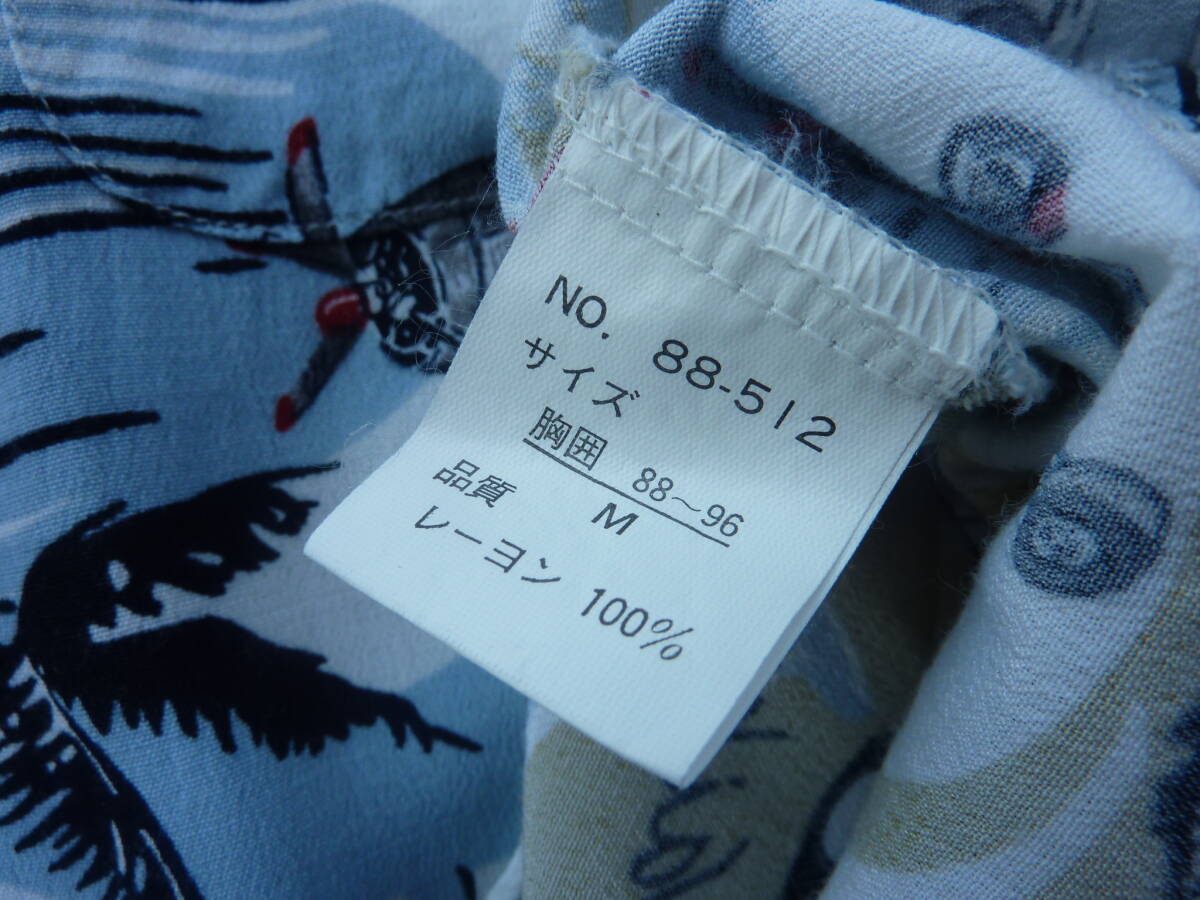 NO. 88-512
サイズ
胸囲 88~96
M
品質
レーヨン 100%